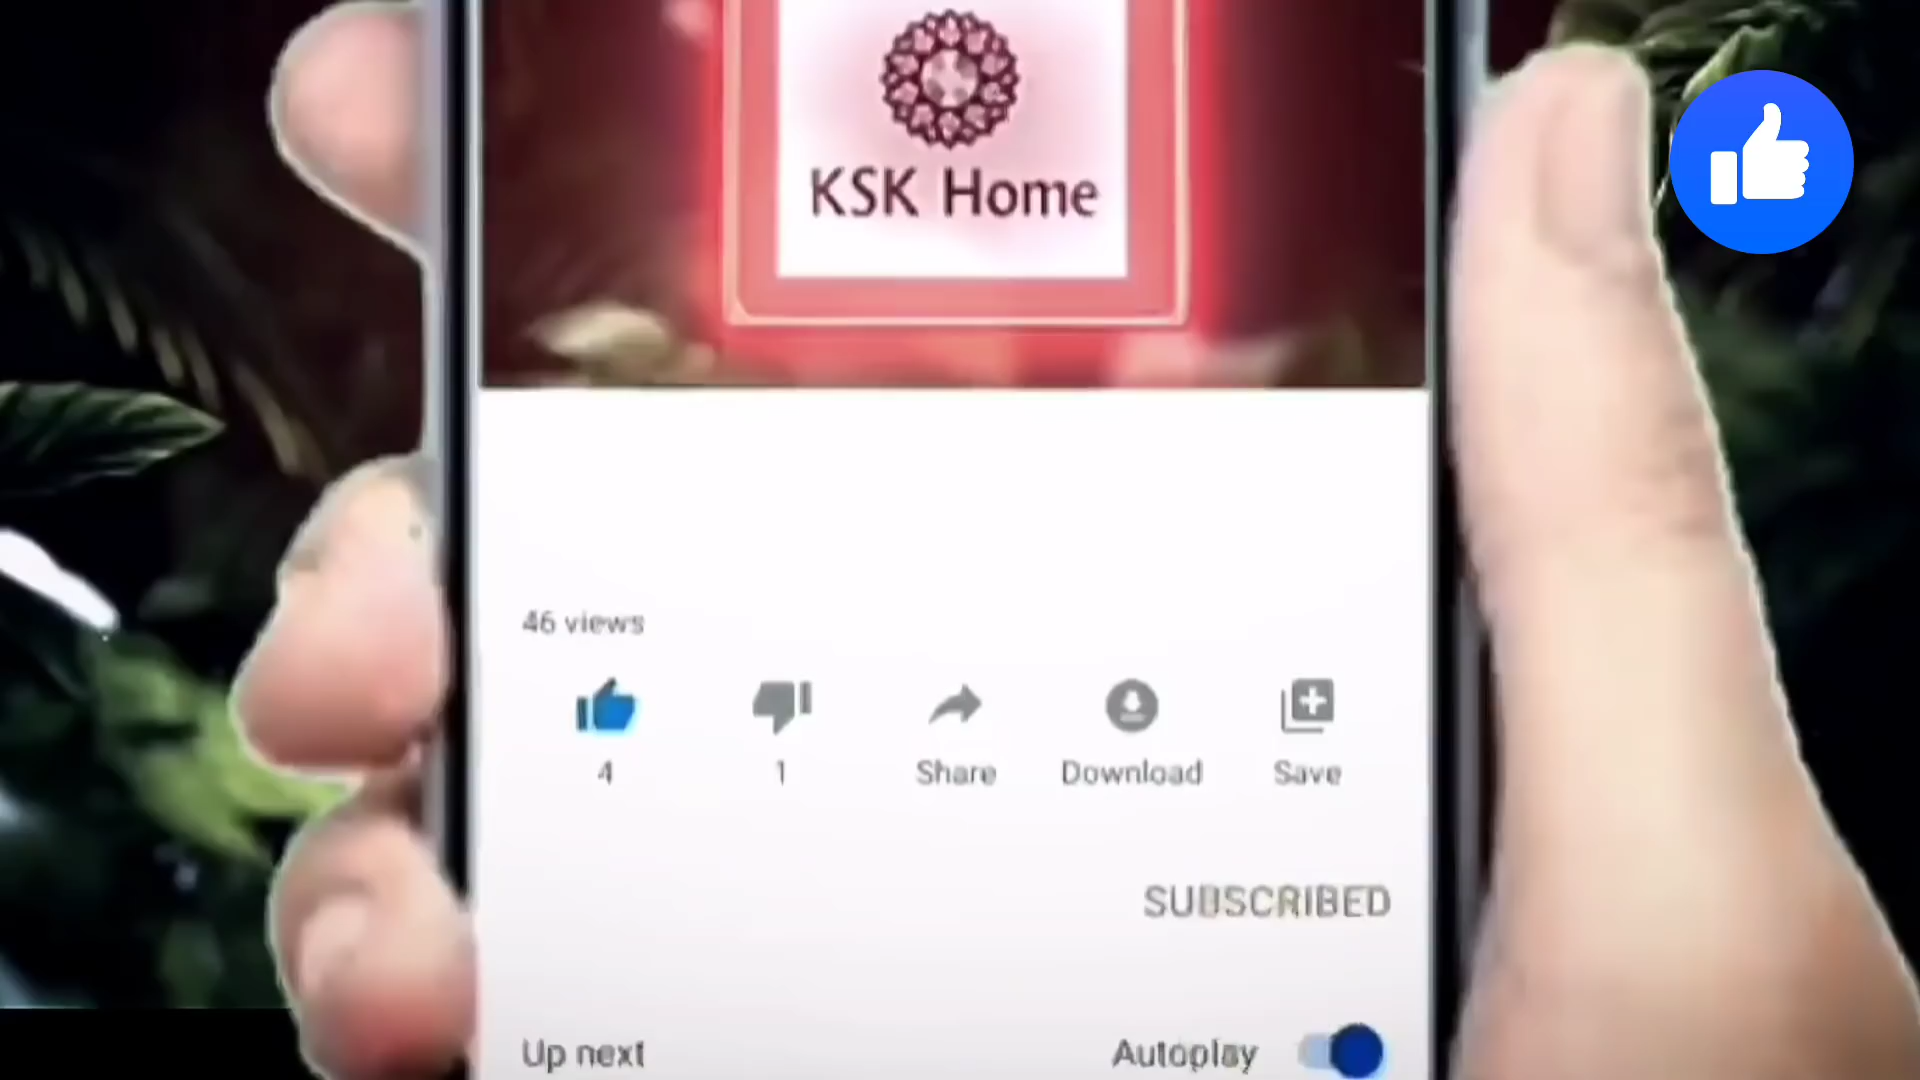 KSK Home
46 views
4
1
Share
Download
Save
SUBSCRIBED
Up next
Autoplay